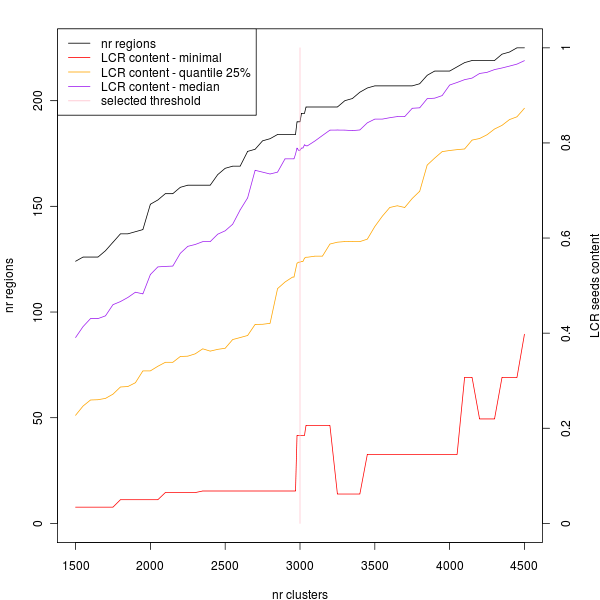 nr regions
LCR content - minimal
LCR content - quantile 25%
LCR content - median
selected threshold
0
50
100
150
200
nr regions
0
0.2
0.4
0.6
0.8
1
LCR seeds content
1500 2000 2500 3000 3500 4000 4500
nr clusters